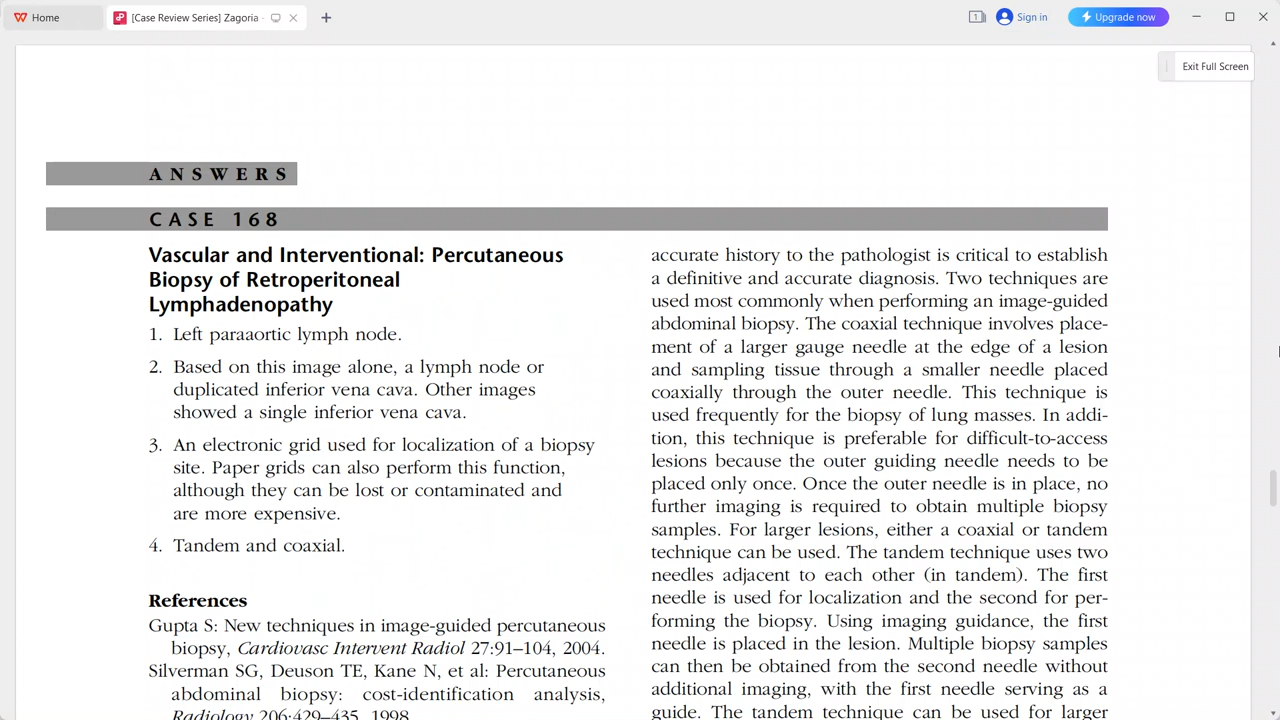 Home
[Case Review Series] Zagoria
1
Sign in
Upgrade now
Exit Full Screen
ANSWERS
CASE 168
Vascular and Interventional: Percutaneous
Biopsy of Retroperitoneal
Lymphadenopathy
1. Left paraaortic lymph node.
2. Based on this image alone, a lymph node or
duplicated inferior vena cava. Other images
showed a single inferior vena cava.
3. An electronic grid used for localization of a biopsy
site. Paper grids can also perform this function,
although they can be lost or contaminated and
are more expensive.
4. Tandem and coaxial.
References
Gupta S: New techniques in image-guided percutaneous
biopsy, Cardiovasc Intervent Radiol 27:91–104, 2004.
Silverman SG, Deuson TE, Kane N, et al: Percutaneous
abdominal biopsy: cost-identification analysis,
Radiology 206:429–435, 1998.
accurate history to the pathologist is critical to establish
a definitive and accurate diagnosis. Two techniques are
used most commonly when performing an image-guided
abdominal biopsy. The coaxial technique involves place-
ment of a larger gauge needle at the edge of a lesion
and sampling tissue through a smaller needle placed
coaxially through the outer needle. This technique is
used frequently for the biopsy of lung masses. In addi-
tion, this technique is preferable for difficult-to-access
lesions because the outer guiding needle needs to be
placed only once. Once the outer needle is in place, no
further imaging is required to obtain multiple biopsy
samples. For larger lesions, either a coaxial or tandem
technique can be used. The tandem technique uses two
needles adjacent to each other (in tandem). The first
needle is used for localization and the second for per-
forming the biopsy. Using imaging guidance, the first
needle is placed in the lesion. Multiple biopsy samples
can then be obtained from the second needle without
additional imaging, with the first needle serving as a
guide. The tandem technique can be used for larger